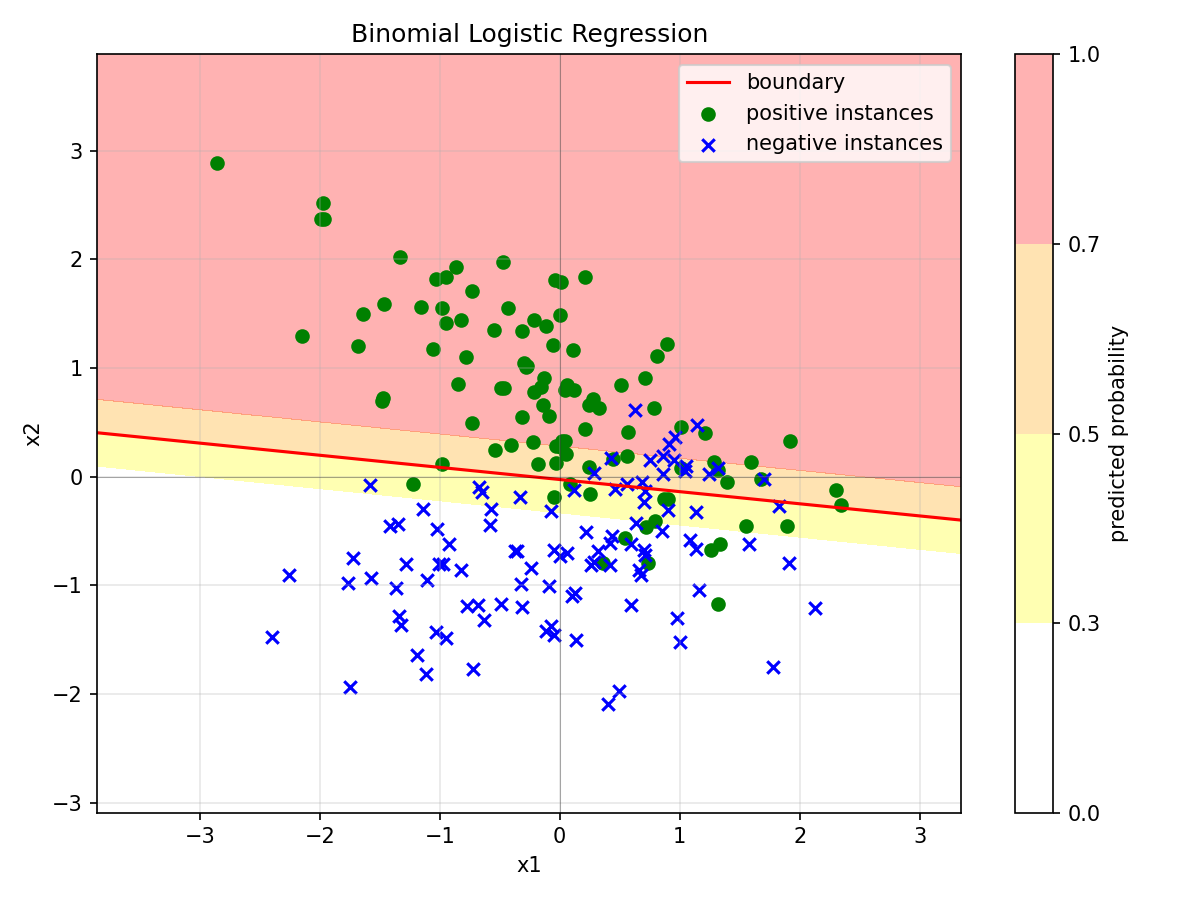 Binomial Logistic Regression
boundary
positive instances
negative instances
3
2
1
0
−1
−2
−3
x2
−3
−2
−1
0
1
2
3
x1
1.0
0.7
0.5
0.3
0.0
predicted probability